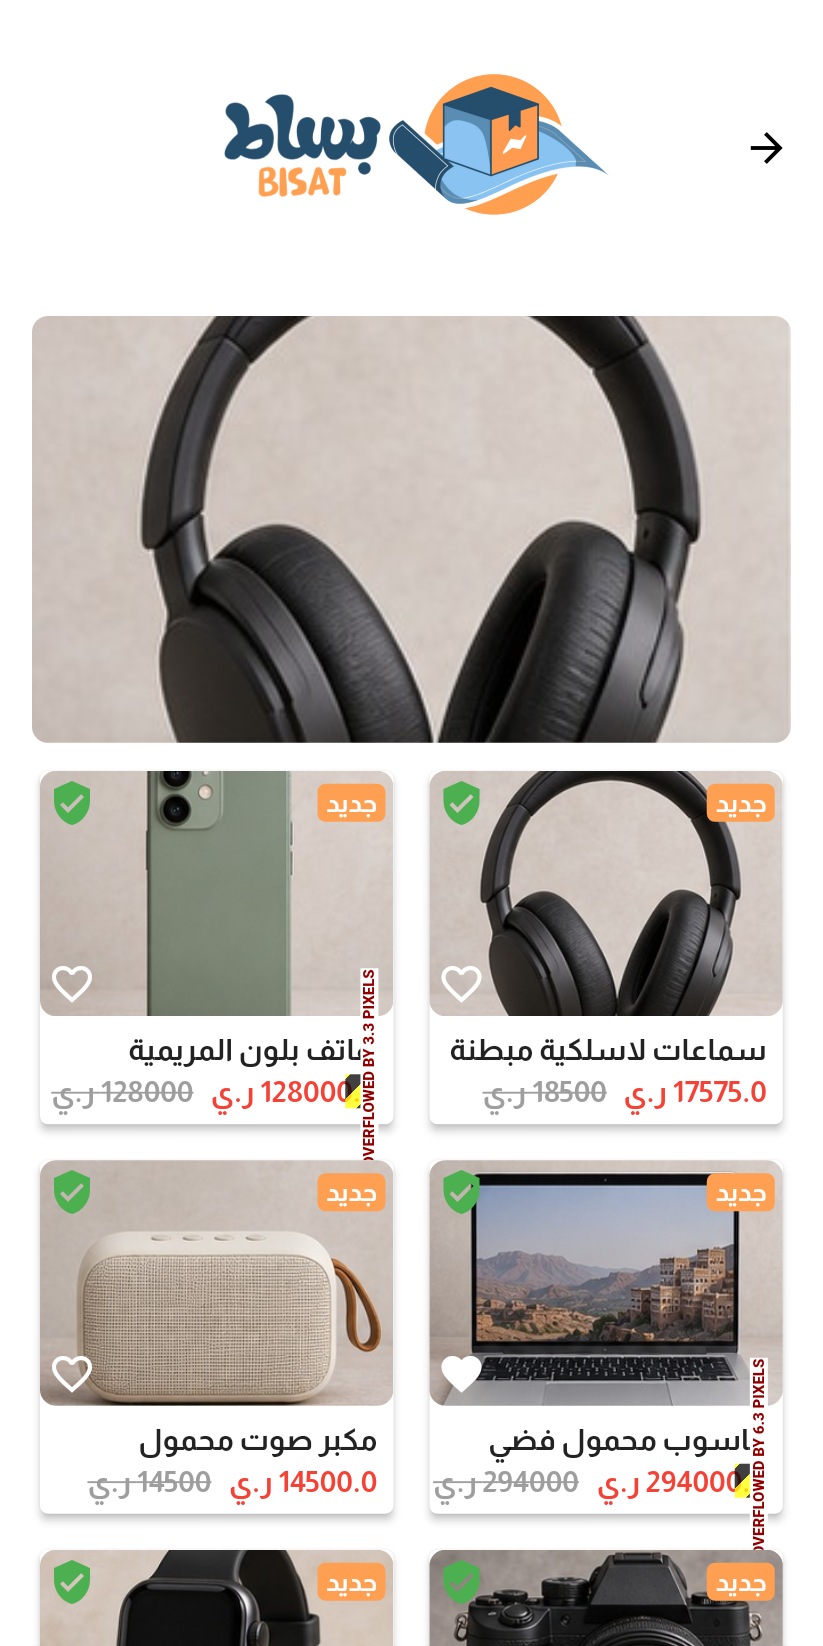 بساط
BISAT
جديد
سماعات لاسلكية مبطنة
17575.0 ر.ي 18500 ر.ي
جديد
هاتف بلون المريمية
128000. ر.ي 128000 ر.ي
OVERFLOWED BY 3.3 PIXELS
جديد
اسوب محمول فضي
294000. ر.ي 294000 ر.ي
OVERFLOWED BY 6.3 PIXELS
جديد
مكبر صوت محمول
14500.0 ر.ي 14500 ر.ي
جديد
جديد